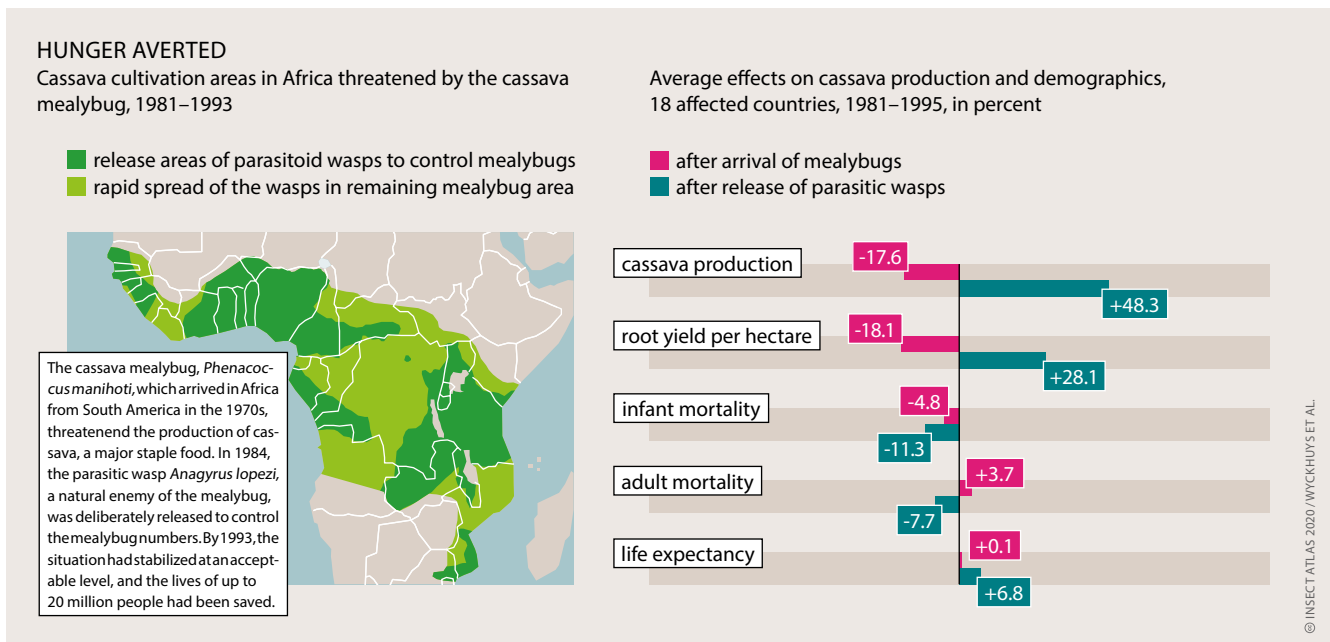 HUNGER AVERTED
Cassava cultivation areas in Africa threatened by the cassava
mealybug, 1981–1993
release areas of parasitoid wasps to control mealybugs
rapid spread of the wasps in remaining mealybug area
The cassava mealybug, Phenacoc-
cus manihoti, which arrived in Africa
from South America in the 1970s,
threatenend the production of cas-
sava, a major staple food. In 1984,
the parasitic wasp Anagyrus lopezi,
a natural enemy of the mealybug,
was deliberately released to control
the mealybug numbers. By 1993, the
situation had stabilized at an accept-
able level, and the lives of up to
20 million people had been saved.
Average effects on cassava production and demographics,
18 affected countries, 1981–1995, in percent
after arrival of mealybugs
after release of parasitic wasps
cassava production
-17.6
+48.3
root yield per hectare
-18.1
+28.1
infant mortality
-4.8
-11.3
adult mortality
+3.7
-7.7
life expectancy
+0.1
+6.8
INSECT ATLAS 2020 / WYCKHUYS ET AL.